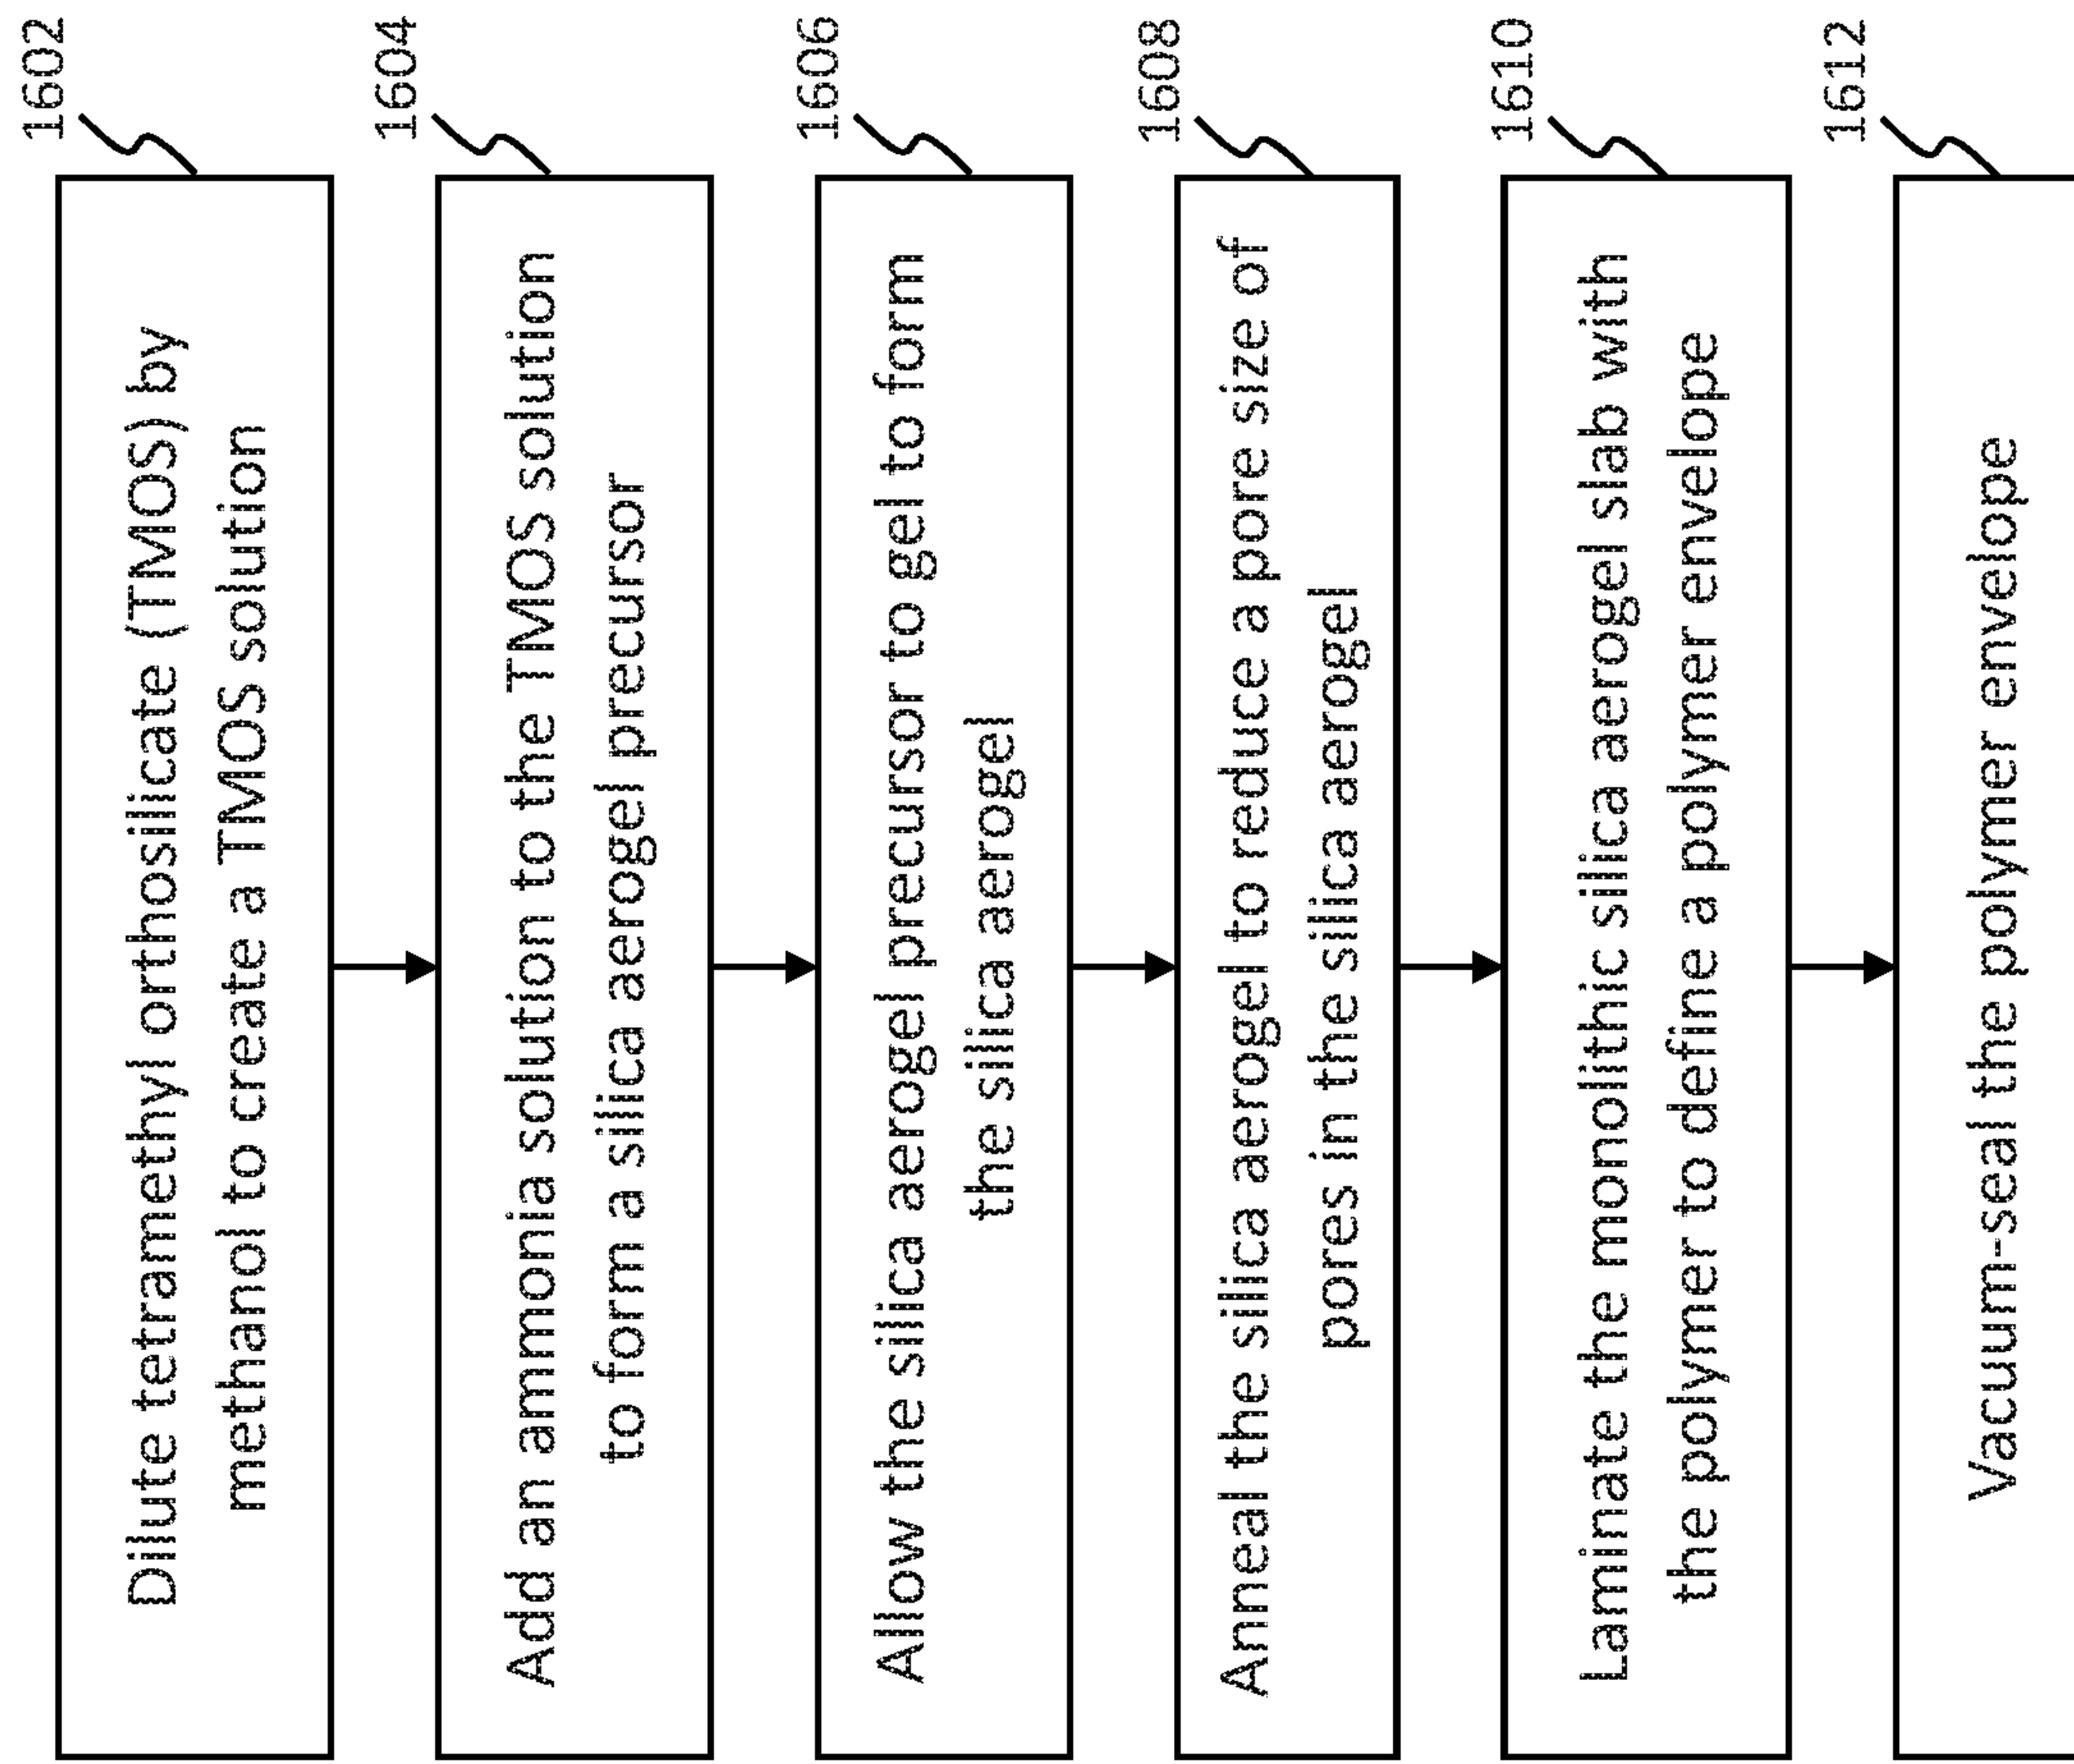 1602
Dilute tetramethyl orthosilicate (TMOS) by
methanol to create a TMOS solution
1604
Add an ammonia solution to the TMOS solution
to form a silica aerogel precursor
1606
Allow the silica aerogel precursor to gel to form
the silica aerogel
1608
Anneal the silica aerogel to reduce a pore size of
pores in the silica aerogel
1610
Laminate the monolithic silica aerogel slab with
the polymer to define a polymer envelope
1612
Vacuum-seal the polymer envelope